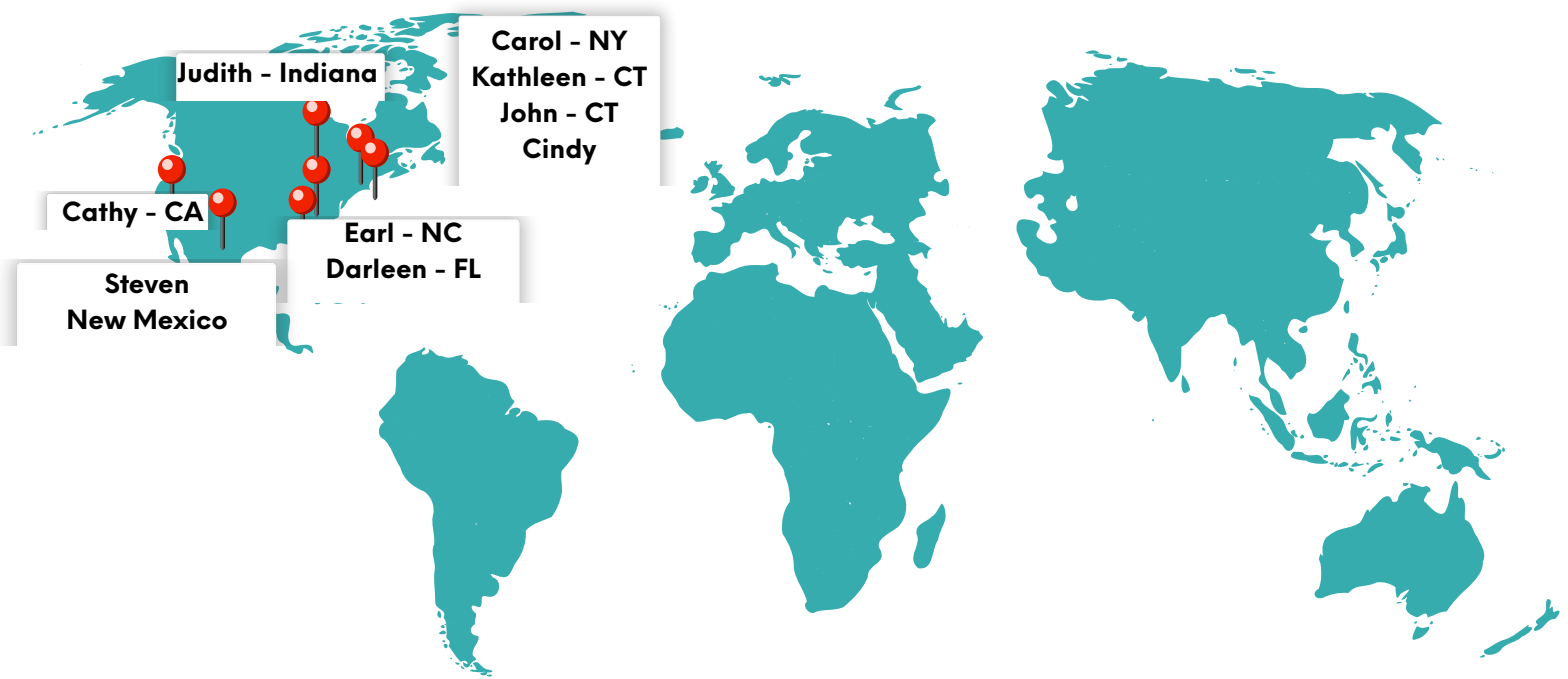 Judith - Indiana
Carol - NY
Kathleen - CT
John - CT
Cindy
Cathy - CA
Earl - NC
Darleen - FL
Steven
New Mexico